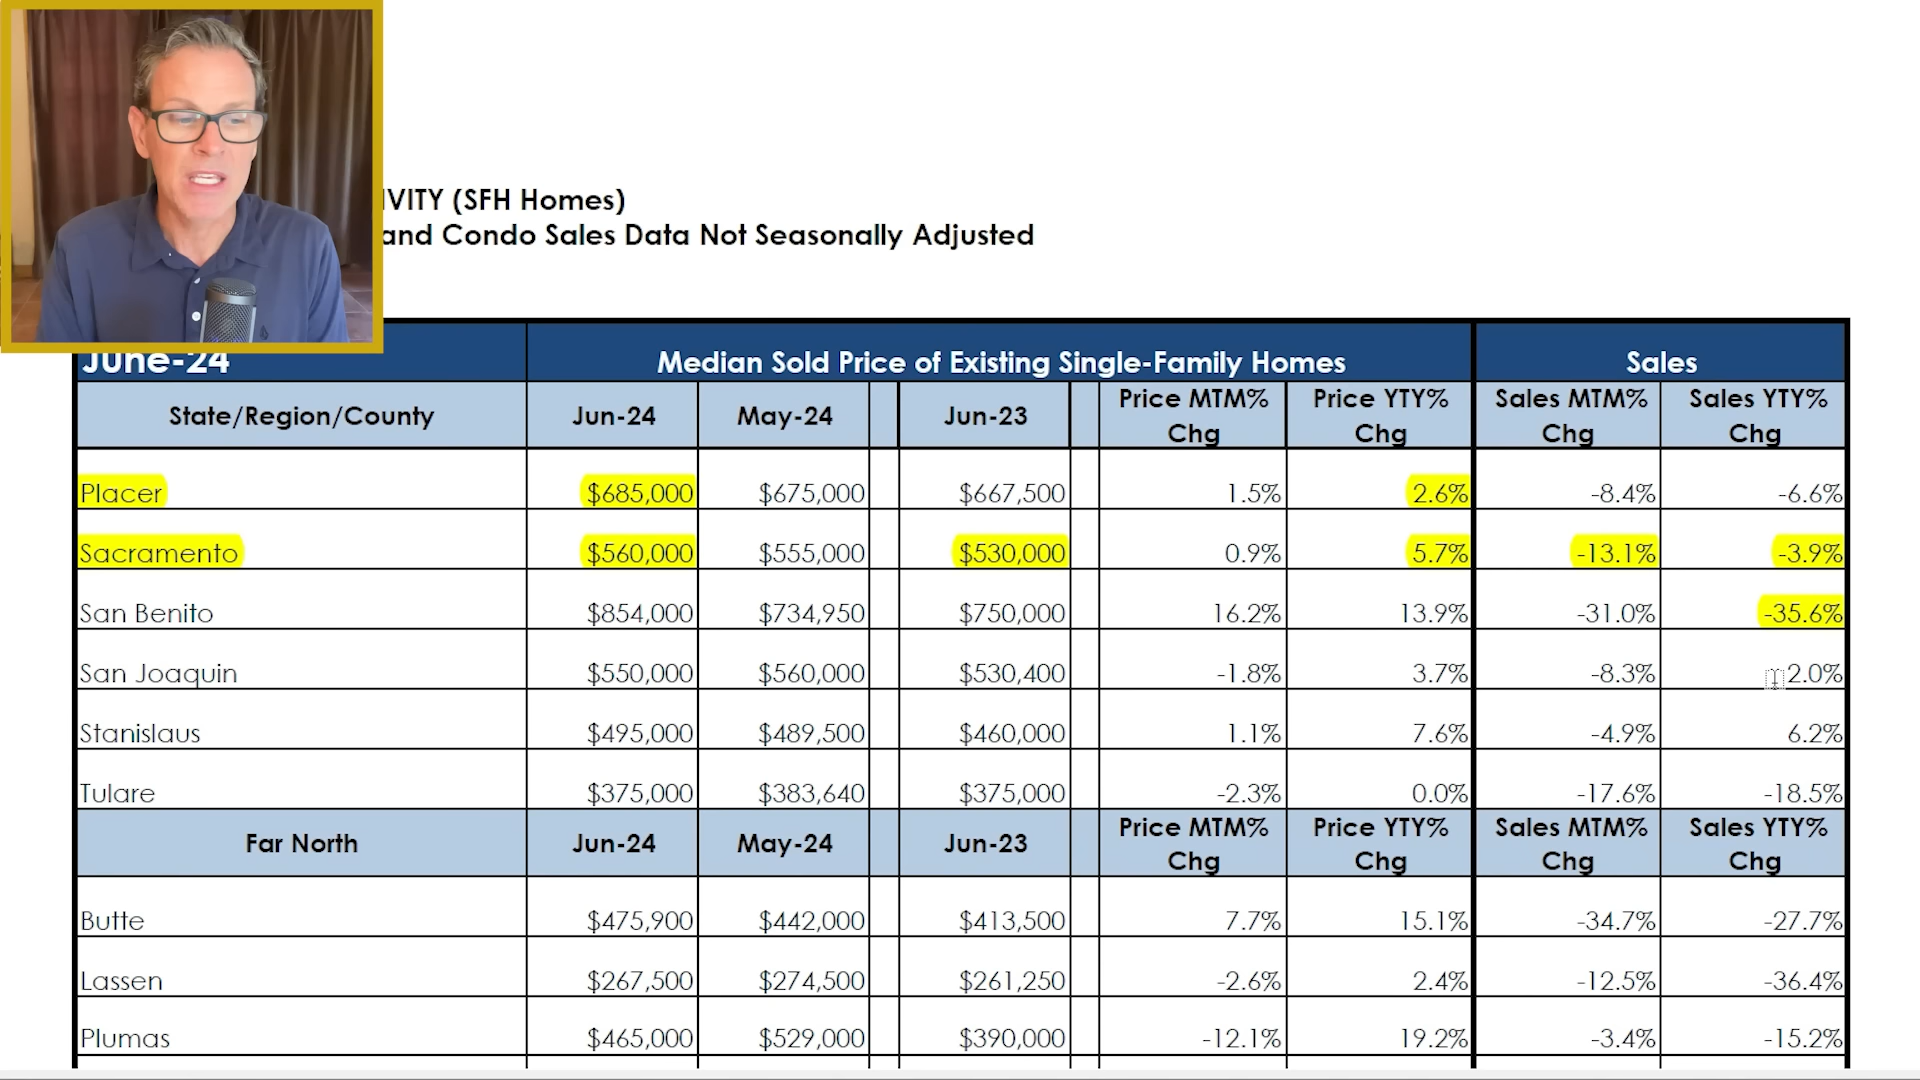 IVITY (SFH Homes)
and Condo Sales Data Not Seasonally Adjusted
June-24 Median Sold Price of Existing Single-Family Homes Sales
State/Region/County Jun-24 May-24 Jun-23 Price MTM% Chg Price YTY% Chg Sales MTM% Chg Sales YTY% Chg
Placer $685,000 $675,000 $667,500 1.5% 2.6% -8.4% -6.6%
Sacramento $560,000 $555,000 $530,000 0.9% 5.7% -13.1% -3.9%
San Benito $854,000 $734,950 $750,000 16.2% 13.9% -31.0% -35.6%
San Joaquin $550,000 $560,000 $530,400 -1.8% 3.7% -8.3% 2.0%
Stanislaus $495,000 $489,500 $460,000 1.1% 7.6% -4.9% 6.2%
Tulare $375,000 $383,640 $375,000 -2.3% 0.0% -17.6% -18.5%
Far North Jun-24 May-24 Jun-23 Price MTM% Chg Price YTY% Chg Sales MTM% Chg Sales YTY% Chg
Butte $475,900 $442,000 $413,500 7.7% 15.1% -34.7% -27.7%
Lassen $267,500 $274,500 $261,250 -2.6% 2.4% -12.5% -36.4%
Plumas $465,000 $529,000 $390,000 -12.1% 19.2% -3.4% -15.2%